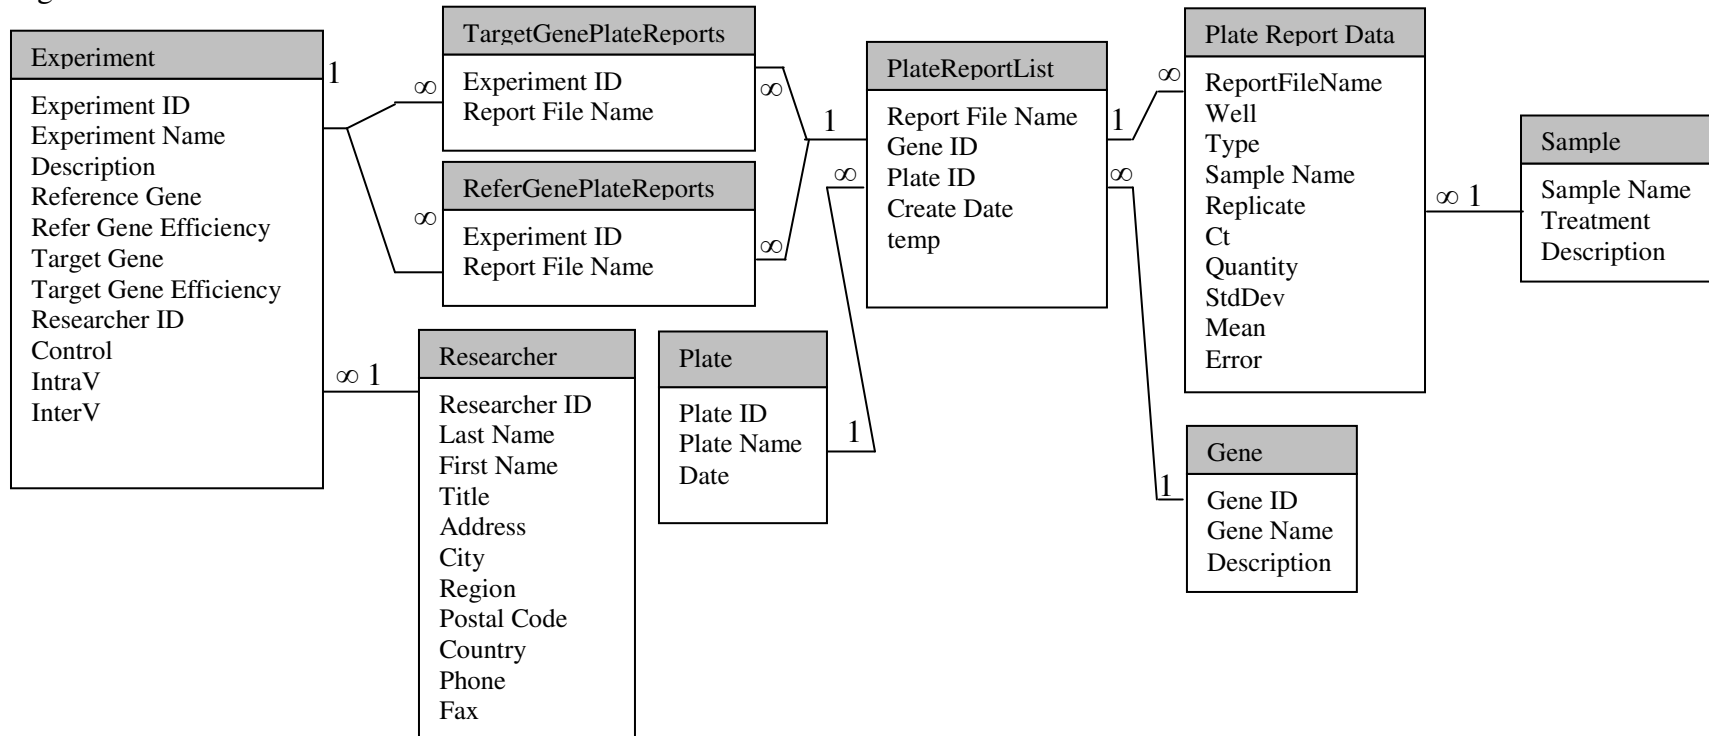 Experiment
Experiment ID
Experiment Name
Description
Reference Gene
Refer Gene Efficiency
Target Gene
Target Gene Efficiency
Researcher ID
Control
IntraV
InterV
1
∞
∞
∞ 1
TargetGenePlateReports
Experiment ID
Report File Name
∞
ReferGenePlateReports
Experiment ID
Report File Name
∞
Researcher
Researcher ID
Last Name
First Name
Title
Address
City
Region
Postal Code
Country
Phone
Fax
Plate
Plate ID
Plate Name
Date
1
1
∞
PlateReportList
Report File Name
Gene ID
Plate ID
Create Date
temp
1
∞
∞
1
Plate Report Data
ReportFileName
Well
Type
Sample Name
Replicate
Ct
Quantity
StdDev
Mean
Error
Gene
Gene ID
Gene Name
Description
∞ 1
Sample
Sample Name
Treatment
Description